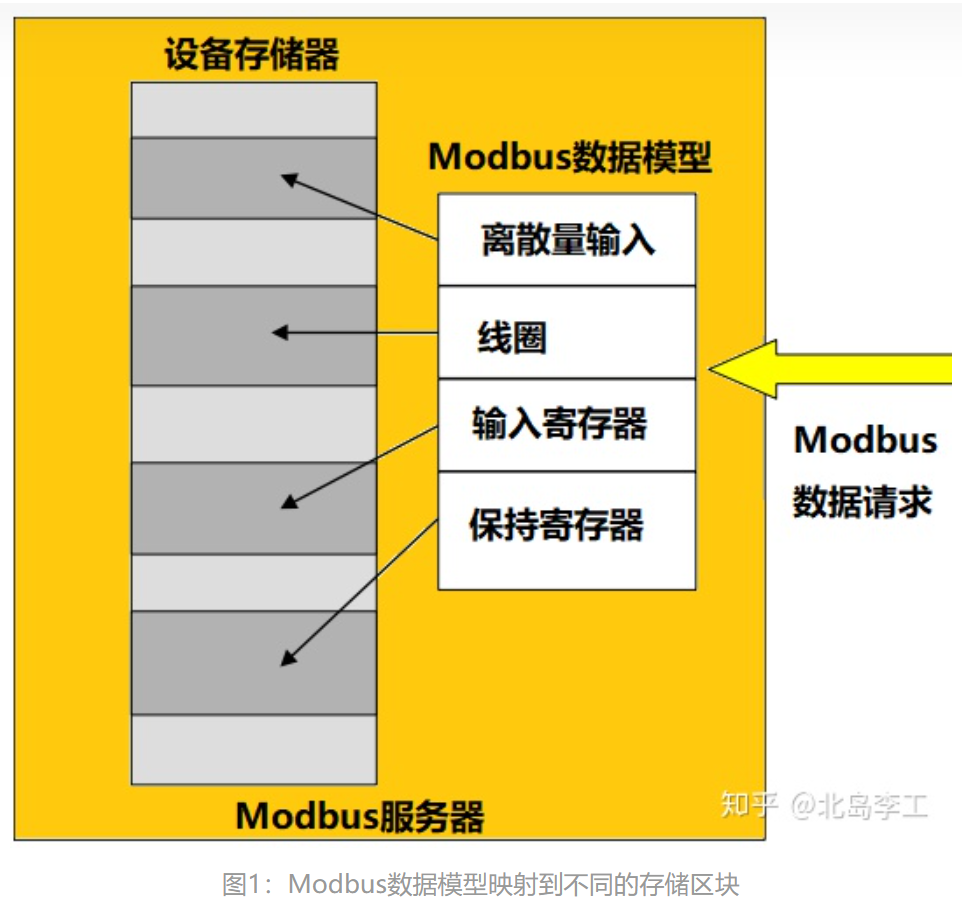 设备存储器
Modbus数据模型
离散量输入
线圈
输入寄存器
保持寄存器
Modbus
数据请求
Modbus服务器
知乎 @北岛李工
图1：Modbus数据模型映射到不同的存储区块